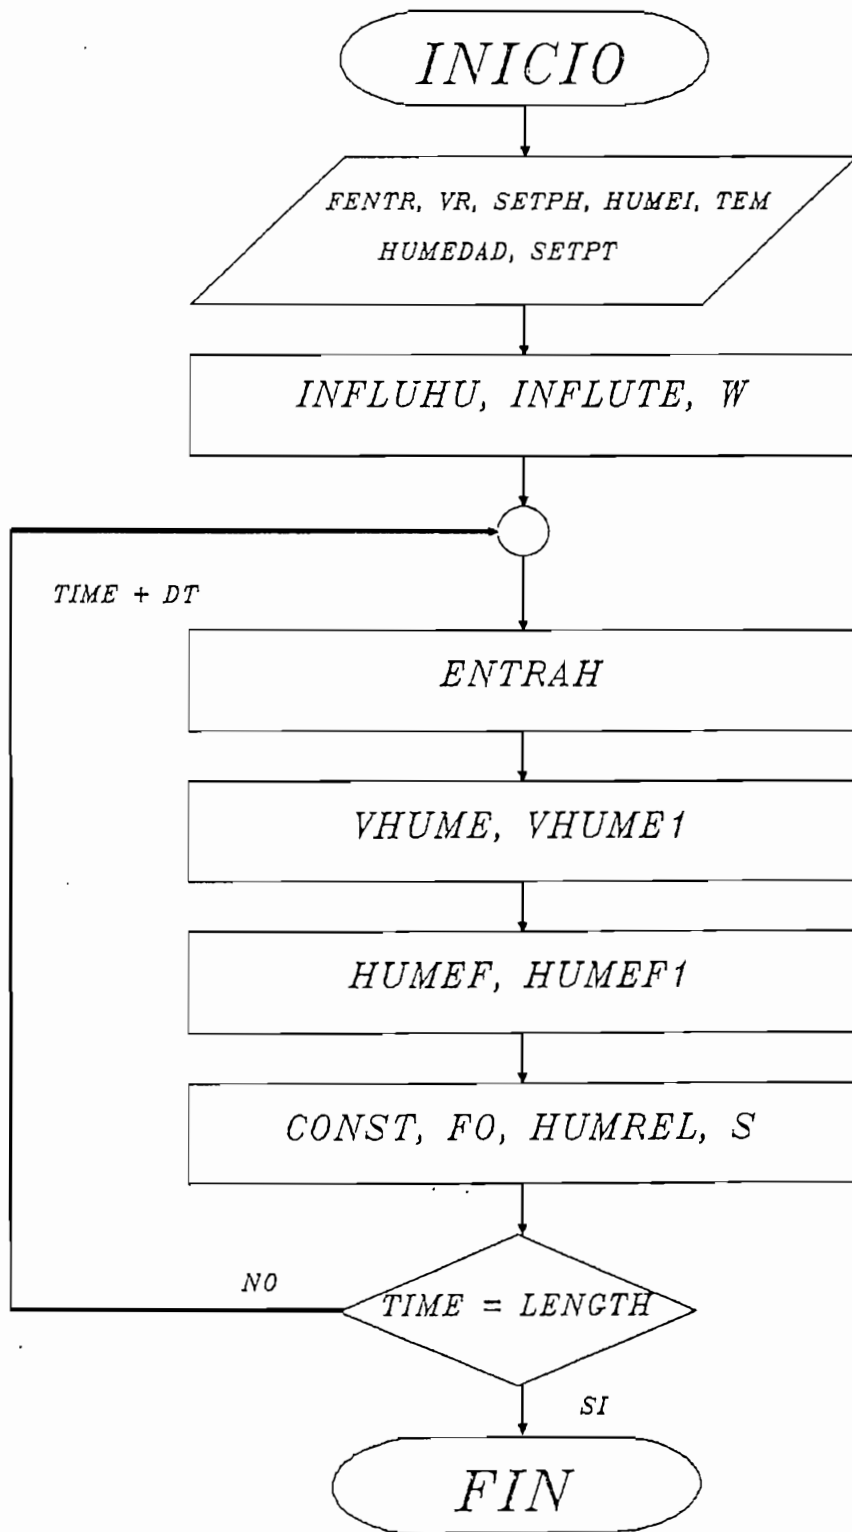 INICIO
FENTR, VR, SETPH, HUMEI, TEM
HUMEDAD, SETPT
INFLUHU, INFLUTE, W
TIME + DT
ENTRAH
VHUME, VHUME1
HUMEF, HUMEF1
CONST, FO, HUMREL, S
NO
TIME = LENGTH
SI
FIN